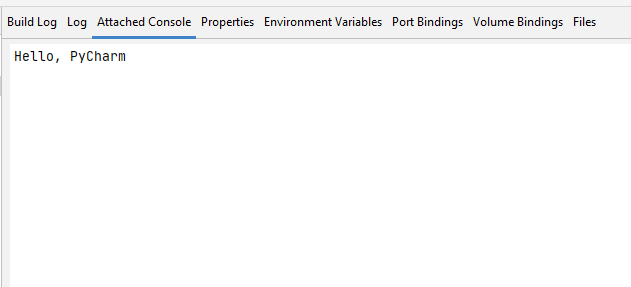 Build Log Log Attached Console Properties Environment Variables Port Bindings Volume Bindings Files
Hello, PyCharm